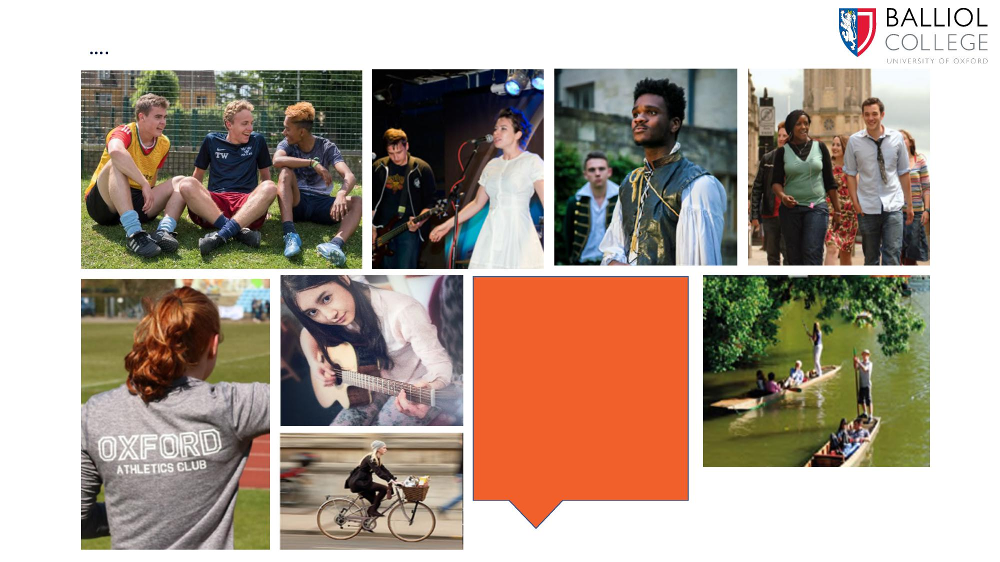 ....
BALLIOL
COLLEGE
UNIVERSITY OF OXFORD
TW
OXFORD
ATHLETICS CLUB